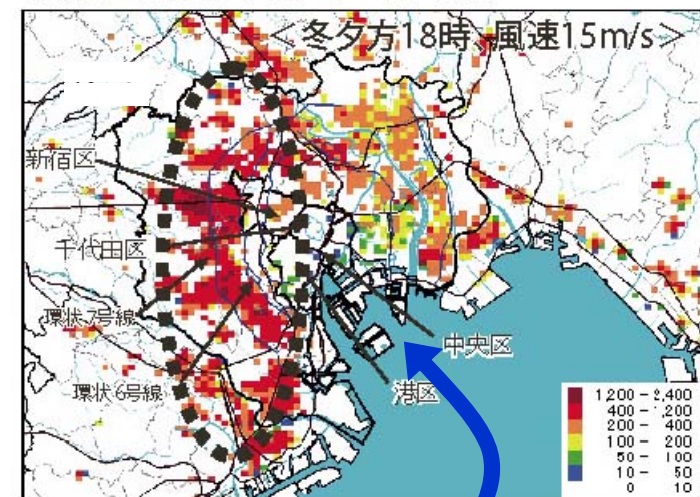 ＜冬夕方18時、風速15m/s＞
新宿区
千代田区
環状7号線
環状6号線
中央区
港区
1,200 - 2,400
400 - 1,200
200 - 400
100 - 200
50 - 100
10 - 50
0 10